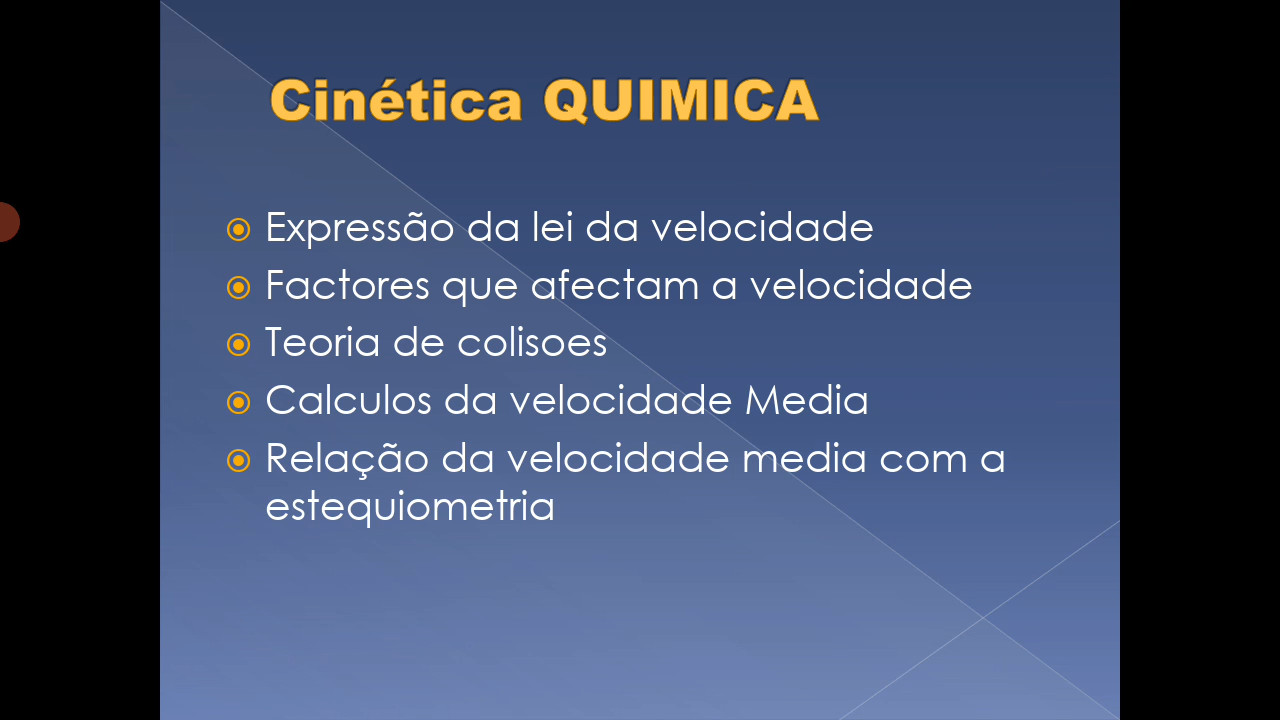 Cinética QUIMICA
Expressão da lei da velocidade
Factores que afectam a velocidade
Teoria de colisoes
Calculos da velocidade Media
Relação da velocidade media com a
estequiometria